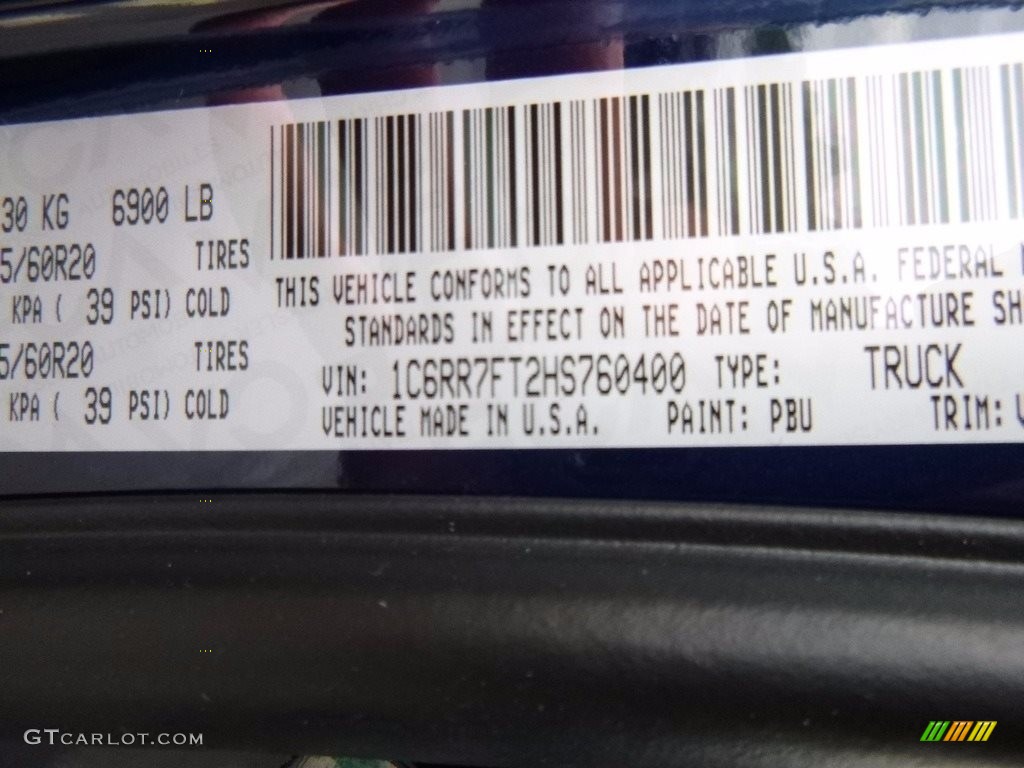 30 KG 6900 LB
5/60R20 TIRES
KPA ( 39 PSI) COLD
5/60R20 TIRES
KPA ( 39 PSI) COLD
THIS VEHICLE CONFORMS TO ALL APPLICABLE U.S.A. FEDERAL
STANDARDS IN EFFECT ON THE DATE OF MANUFACTURE SH
VIN: 1C6RR7FT2HS760400 TYPE: TRUCK
VEHICLE MADE IN U.S.A. PAINT: PBU TRIM:
GTCARLOT.COM